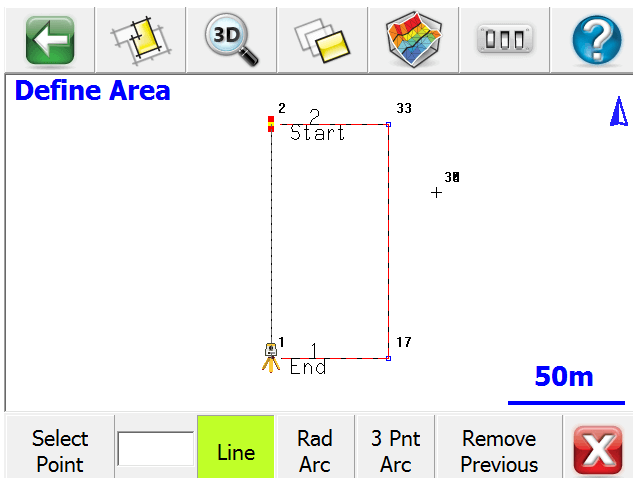 3D
?
Define Area
2
2
33
Start
1
1
17
End
50m
Select
Point
Line
Rad
Arc
3 Pnt
Arc
Remove
Previous
X